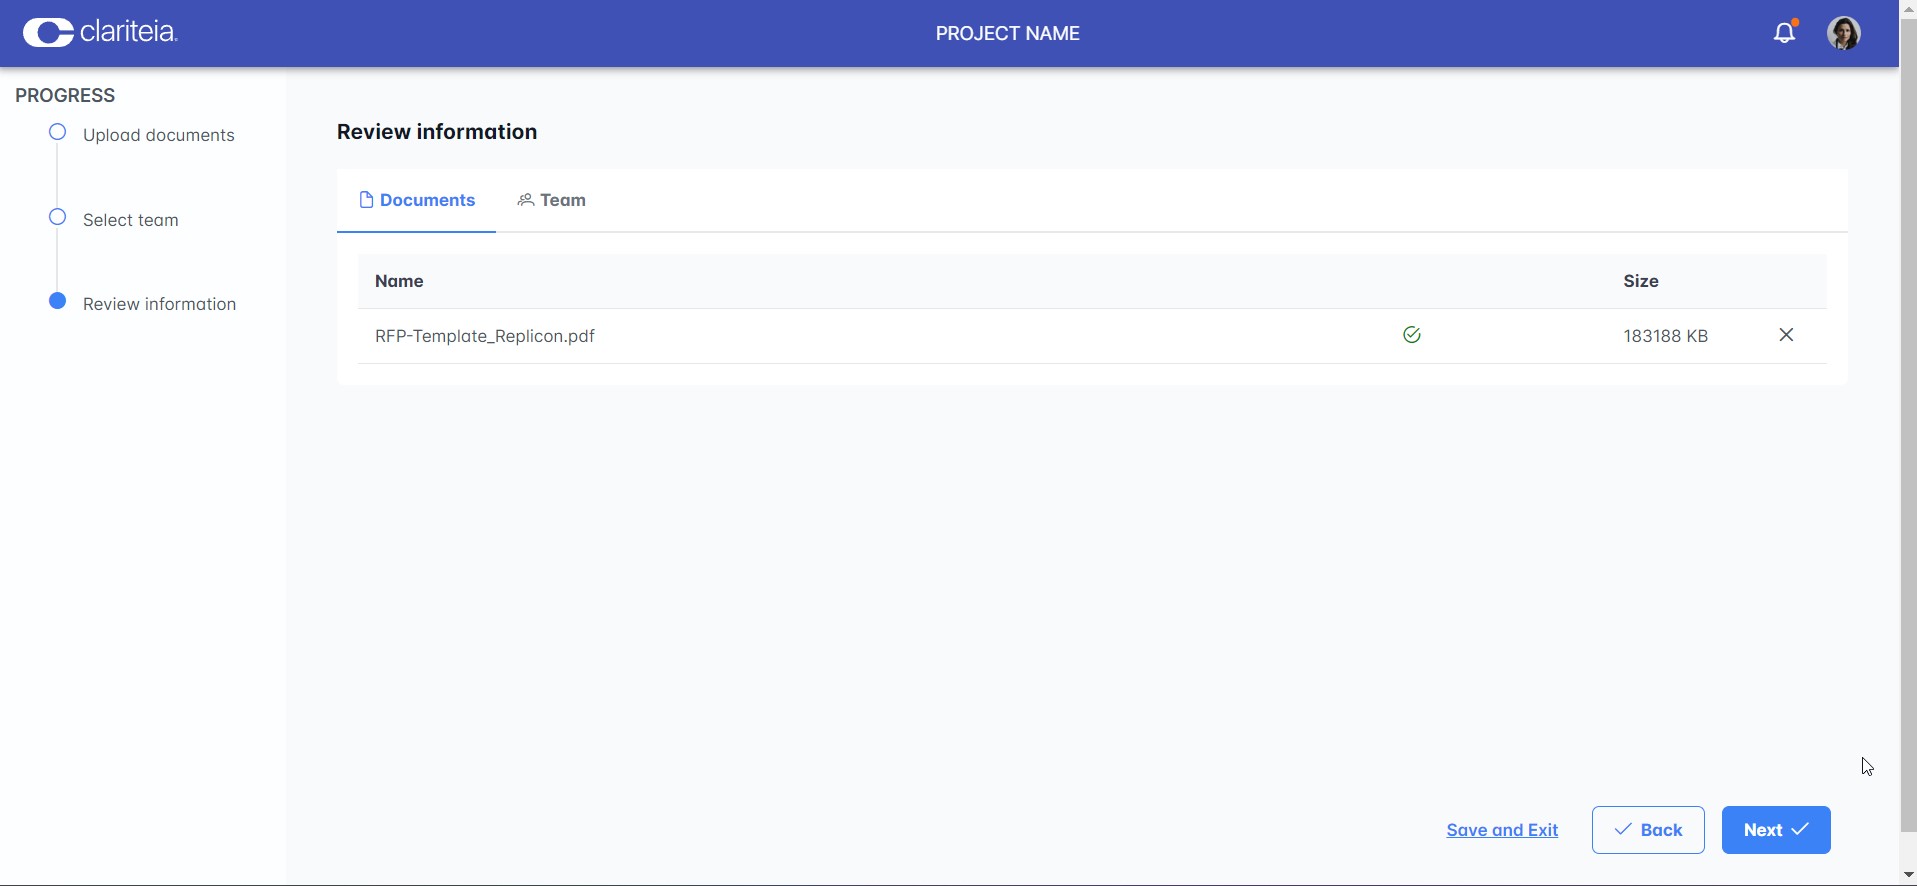 clariteia.
PROJECT NAME
PROGRESS
Upload documents
Select team
Review information
Review information
Documents
Team
Name
Size
RFP-Template_Replicon.pdf
183188 KB
Save and Exit
Back
Next